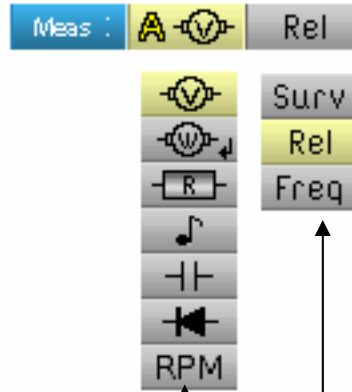 Meas : A V Rel
V Surv
W Rel
R Freq
RPM